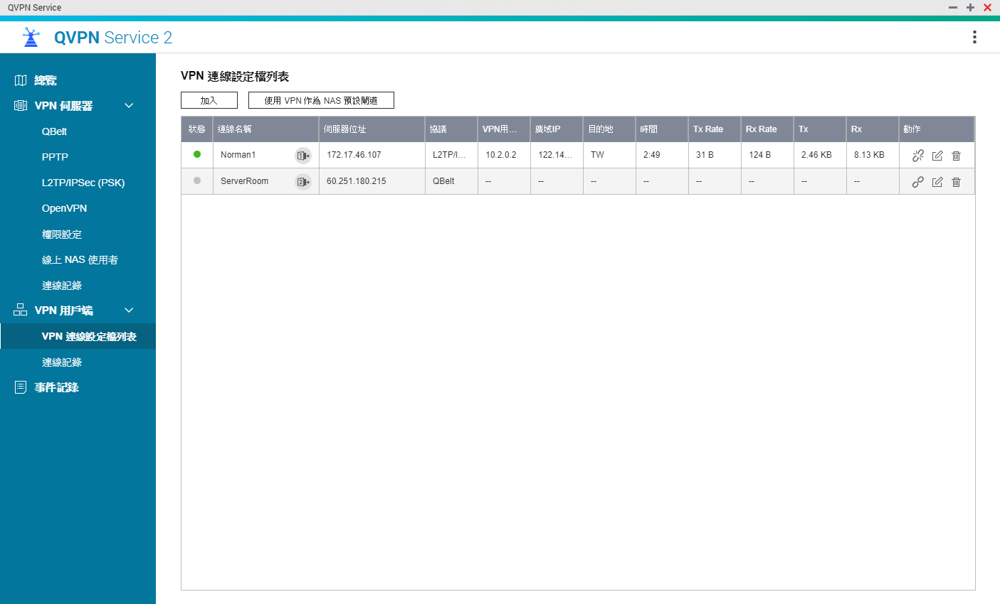 QVPN Service
QVPN Service 2
總覽
VPN 伺服器
QBelt
PPTP
L2TP/IPSec (PSK)
OpenVPN
權限設定
線上 NAS 使用者
連線記錄
VPN 用戶端
VPN 連線設定檔列表
連線記錄
事件記錄
VPN 連線設定檔列表
加入 使用 VPN 作為 NAS 預設閘道
狀態 連線名稱 伺服器位址 協議 VPN用... 廣域IP 目的地 時間 Tx Rate Rx Rate Tx Rx 動作
Norman1 1 172.17.46.107 L2TP/I... 10.2.0.2 122.14... TW 2:49 31 B 124 B 2.46 KB 8.13 KB
ServerRoom 2 60.251.180.215 QBelt -- -- -- -- -- -- -- --